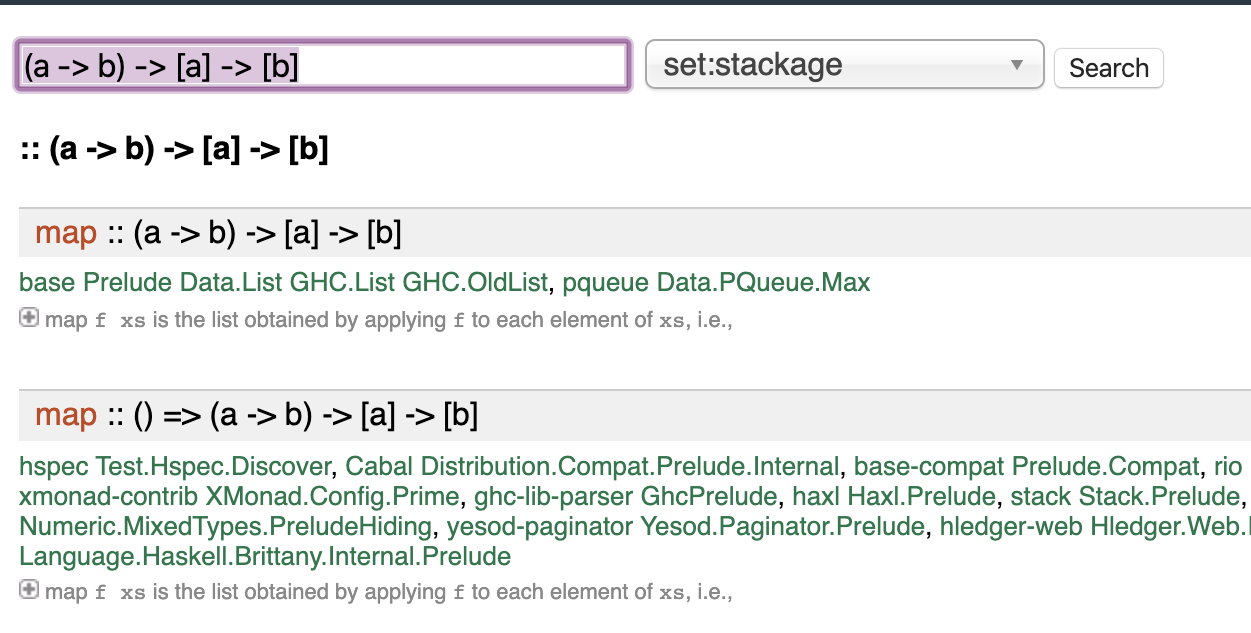 (a -> b) -> [a] -> [b] set:stackage Search
:: (a -> b) -> [a] -> [b]
map :: (a -> b) -> [a] -> [b]
base Prelude Data.List GHC.List GHC.OldList, pqueue Data.PQueue.Max
map f xs is the list obtained by applying f to each element of xs, i.e.,
map :: () => (a -> b) -> [a] -> [b]
hspec Test.Hspec.Discover, Cabal Distribution.Compat.Prelude.Internal, base-compat Prelude.Compat, rio
xmonad-contrib XMonad.Config.Prime, ghc-lib-parser GhcPrelude, haxl Haxl.Prelude, stack Stack.Prelude,
Numeric.MixedTypes.PreludeHiding, yesod-paginator Yesod.Paginator.Prelude, hledger-web Hledger.Web.
Language.Haskell.Brittany.Internal.Prelude
map f xs is the list obtained by applying f to each element of xs, i.e.,